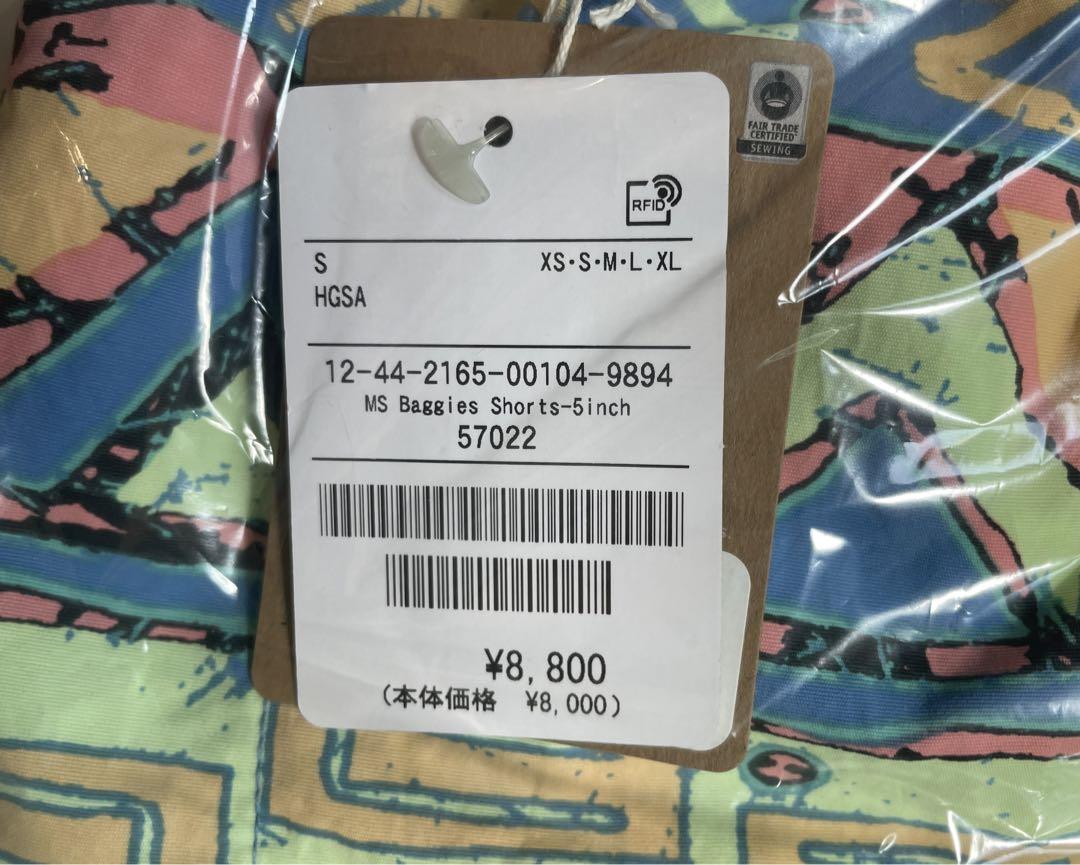 FAIR TRADE
CERTIFIED™
SEWING
RFID
S XS・S・M・L・XL
HGSA
12-44-2165-00104-9894
MS Baggies Shorts-5inch
57022
¥8,800
(本体価格 ¥8,000)